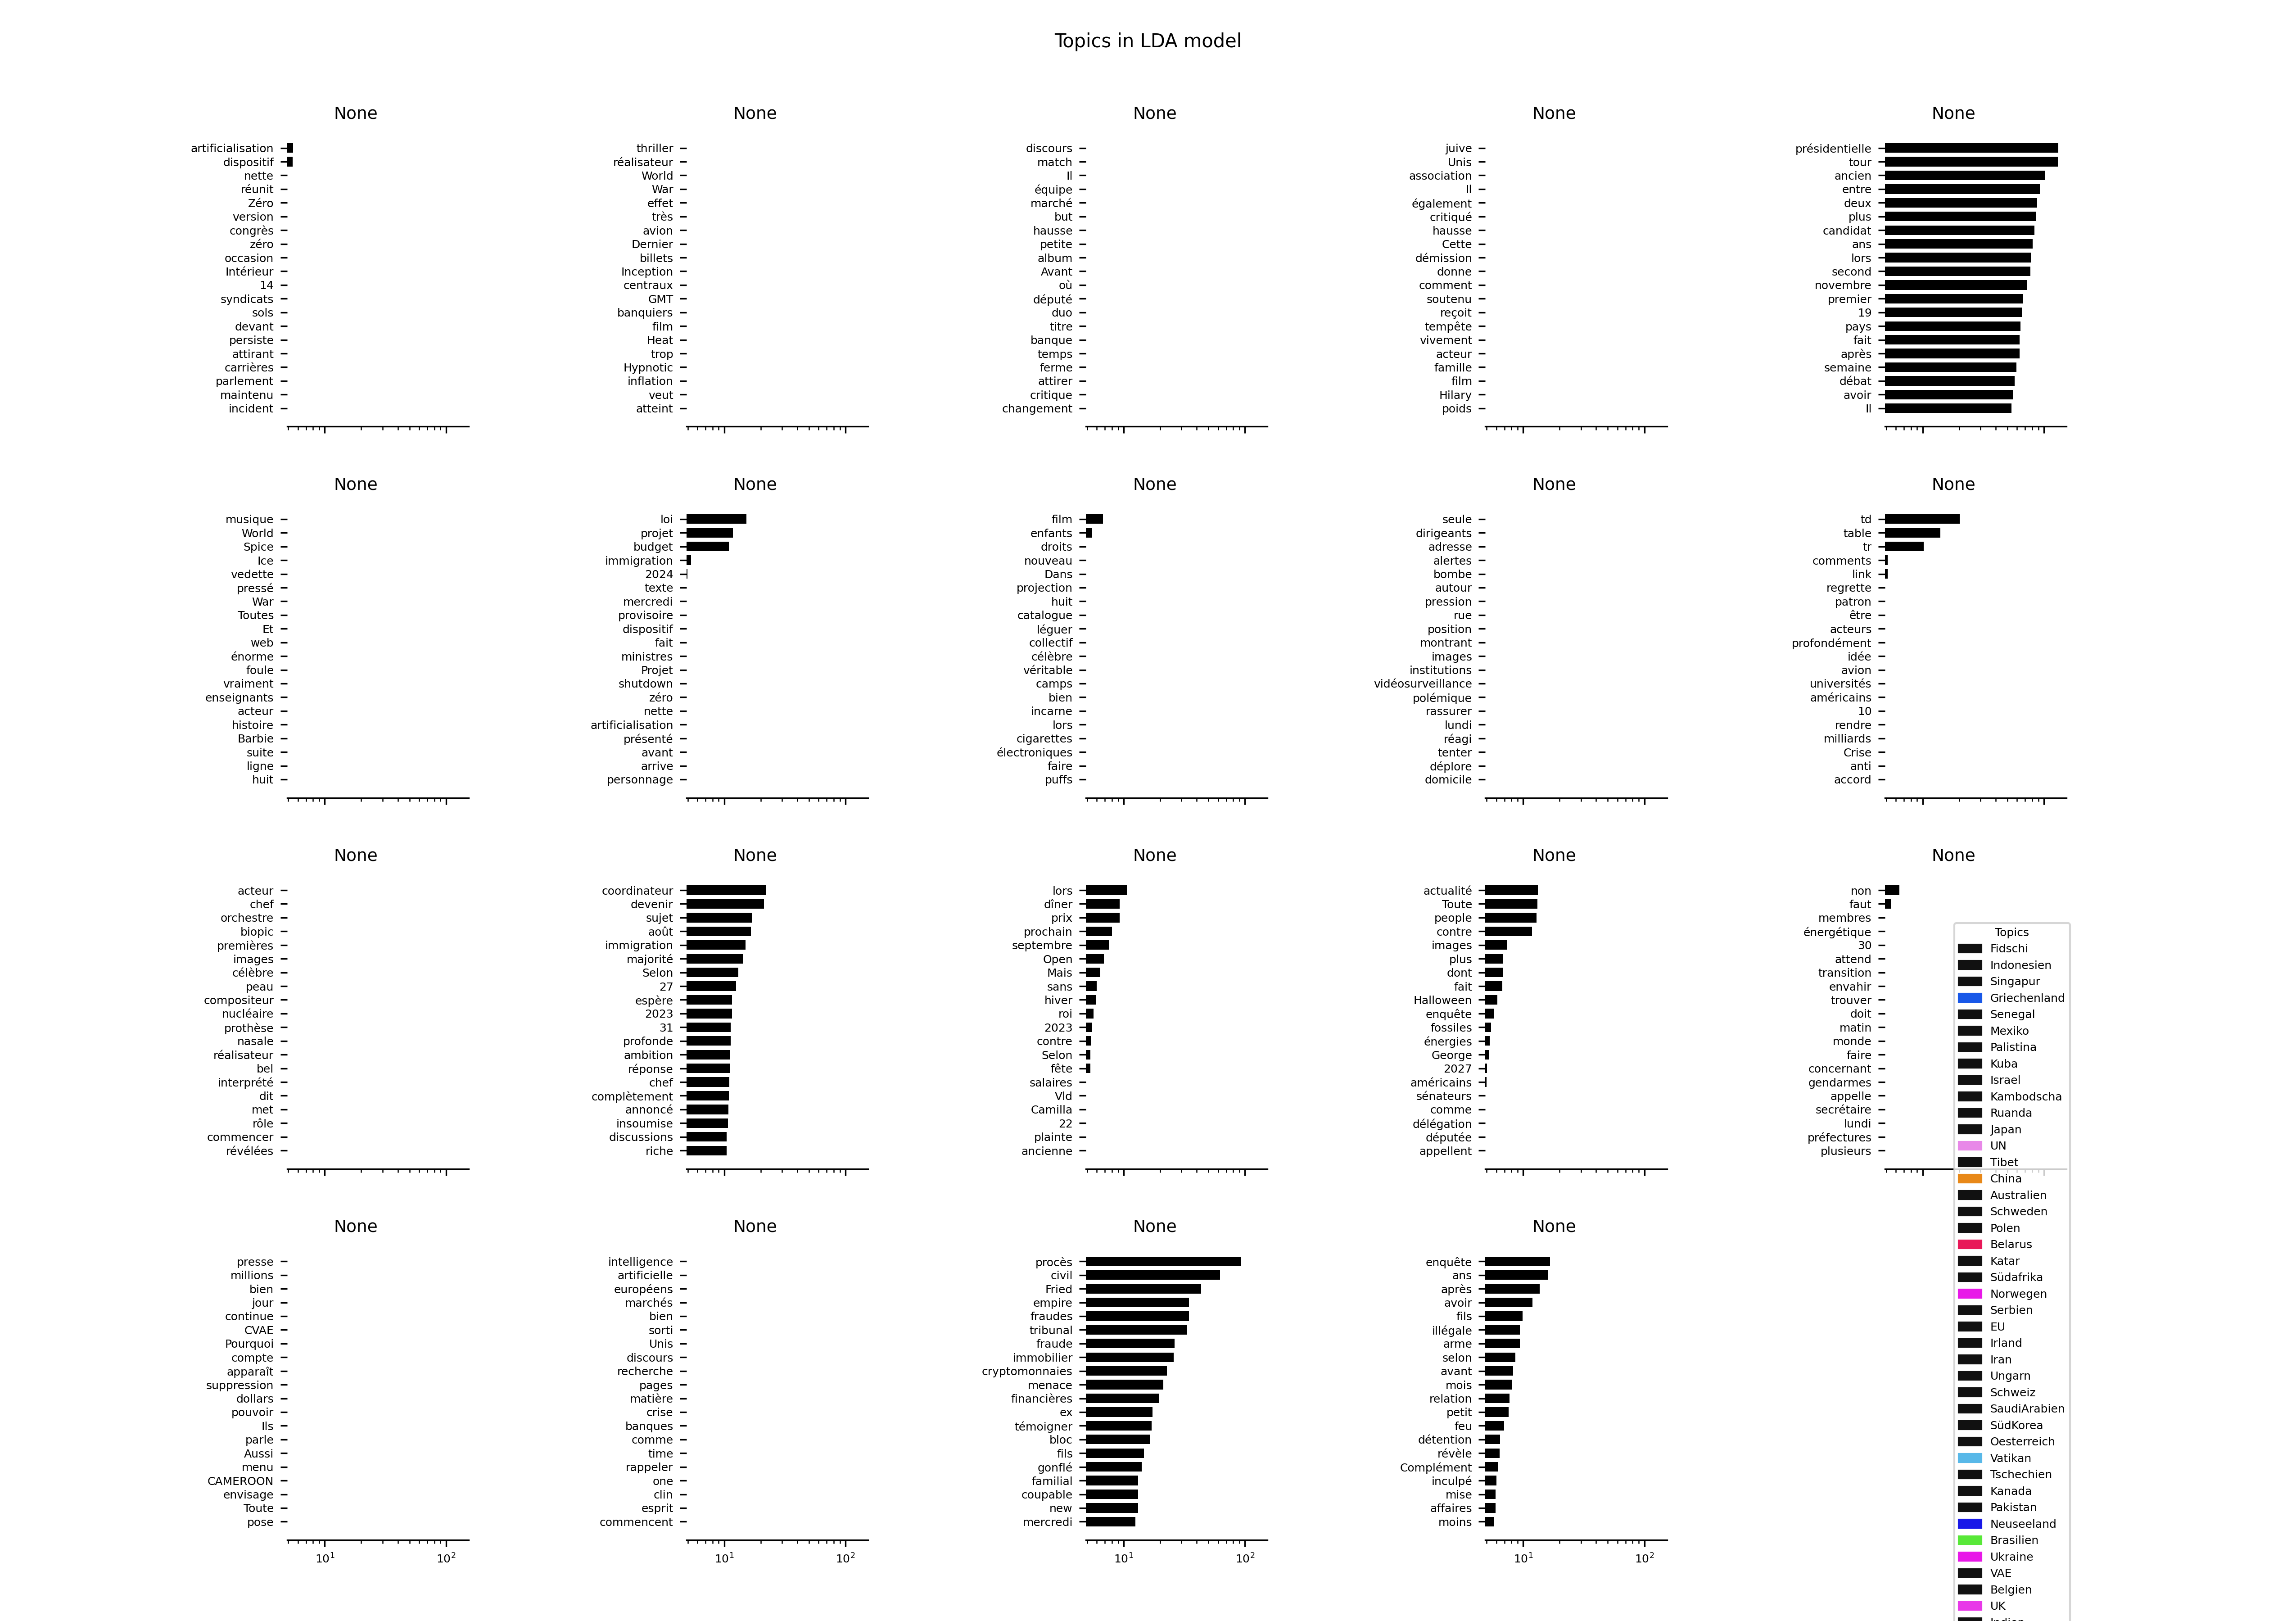 Topics in LDA model
None
artificialisation
dispositif
nette
réunit
Zéro
version
congrès
zéro
occasion
Intérieur
14
syndicats
sols
devant
persiste
attirant
carrières
parlement
maintenu
incident
None
thriller
réalisateur
World
War
effet
très
avion
Dernier
billets
Inception
centraux
GMT
banquiers
film
Heat
trop
Hypnotic
inflation
veut
atteint
None
discours
match
Il
équipe
marché
but
hausse
petite
album
Avant
où
député
duo
titre
banque
temps
ferme
attirer
critique
changement
None
juive
Unis
association
Il
également
critiqué
hausse
Cette
démission
donne
comment
soutenu
reçoit
tempête
vivement
acteur
famille
film
Hilary
poids
None
présidentielle
tour
ancien
entre
deux
plus
candidat
ans
lors
second
novembre
premier
19
pays
fait
après
semaine
débat
avoir
Il
None
musique
World
Spice
Ice
vedette
pressé
War
Toutes
Et
web
énorme
foule
vraiment
enseignants
acteur
histoire
Barbie
suite
ligne
huit
None
loi
projet
budget
immigration
2024
texte
mercredi
provisoire
dispositif
fait
ministres
Projet
shutdown
zéro
nette
artificialisation
présenté
avant
arrive
personnage
None
film
enfants
droits
nouveau
Dans
projection
huit
catalogue
léguer
collectif
célèbre
véritable
camps
bien
incarne
lors
cigarettes
électroniques
faire
puffs
None
seule
dirigeants
adresse
alertes
bombe
autour
pression
rue
position
montrant
images
institutions
vidéosurveillance
polémique
rassurer
lundi
réagi
tenter
déplore
domicile
None
td
table
tr
comments
link
regrette
patron
être
acteurs
profondément
idée
avion
universités
américains
10
rendre
milliards
Crise
anti
accord
None
acteur
chef
orchestre
biopic
premières
images
célèbre
peau
compositeur
nucléaire
prothèse
nasale
réalisateur
bel
interprété
dit
met
rôle
commencer
révélées
None
coordinateur
devenir
sujet
août
immigration
majorité
Selon
27
espère
2023
31
profonde
ambition
réponse
chef
complètement
annoncé
insoumise
discussions
riche
None
lors
dîner
prix
prochain
septembre
Open
Mais
sans
hiver
roi
2023
contre
Selon
fête
salaires
Vld
Camilla
22
plainte
ancienne
None
actualité
Toute
people
contre
images
plus
dont
fait
Halloween
enquête
fossiles
énergies
George
2027
américains
sénateurs
comme
délégation
députée
appellent
None
non
faut
membres
énergétique
30
attend
transition
envahir
trouver
doit
matin
monde
faire
concernant
gendarmes
appelle
secrétaire
lundi
préfectures
plusieurs
None
presse
millions
bien
jour
continue
CVAE
Pourquoi
compte
apparaît
suppression
dollars
pouvoir
Ils
parle
Aussi
menu
CAMEROON
envisage
Toute
pose
10¹ 10²
None
intelligence
artificielle
européens
marchés
bien
sorti
Unis
discours
recherche
pages
matière
crise
banques
comme
time
rappeler
one
clin
esprit
commencent
10¹ 10²
None
procès
civil
Fried
empire
fraudes
tribunal
fraude
immobilier
cryptomonnaies
menace
financières
ex
témoigner
bloc
fils
gonflé
familial
coupable
new
mercredi
10¹ 10²
None
enquête
ans
après
avoir
fils
illégale
arme
selon
avant
mois
relation
petit
feu
détention
révèle
Complément
inculpé
mise
affaires
moins
10¹ 10²
Topics
Fidschi
Indonesien
Singapur
Griechenland
Senegal
Mexiko
Palistina
Kuba
Israel
Kambodscha
Ruanda
Japan
UN
Tibet
China
Australien
Schweden
Polen
Belarus
Katar
Südafrika
Norwegen
Serbien
EU
Irland
Iran
Ungarn
Schweiz
SaudiArabien
SüdKorea
Oesterreich
Vatikan
Tschechien
Kanada
Pakistan
Neuseeland
Brasilien
Ukraine
VAE
Belgien
UK